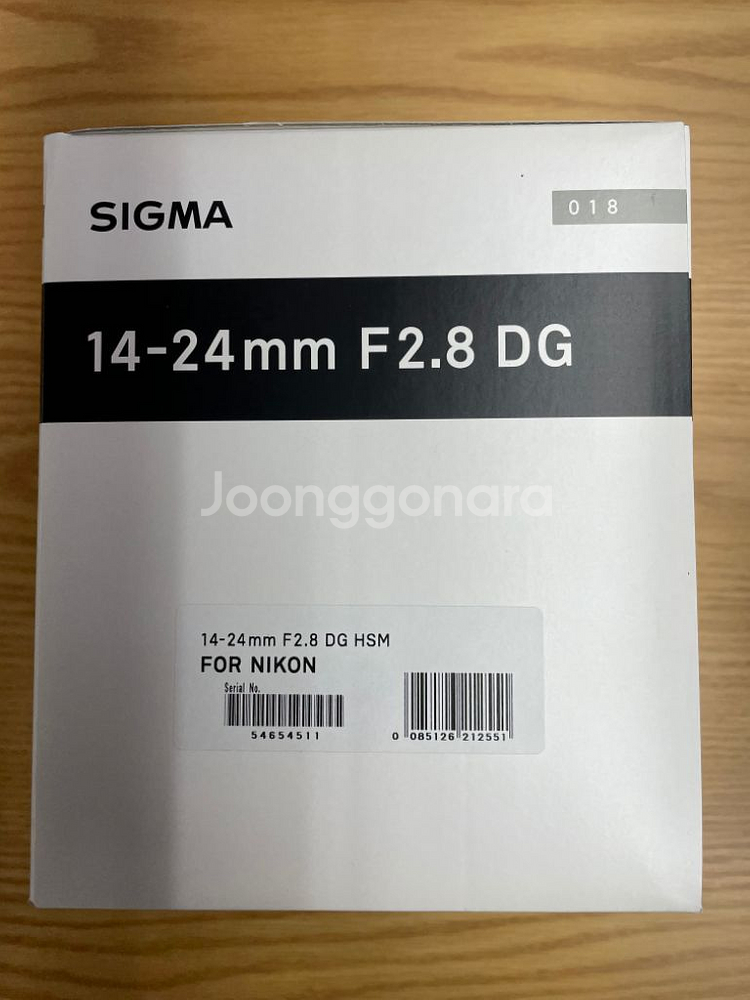 SIGMA
018
14-24mm F2.8 DG
Joonggonara
14-24mm F2.8 DG HSM
FOR NIKON
Serial No.
54654511
0 085126 212551